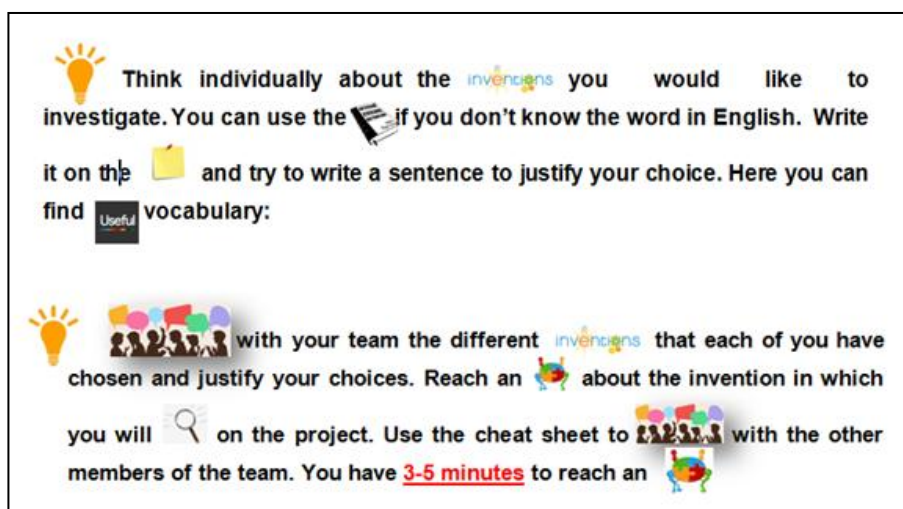 Think individually about the inventions you would like to
investigate. You can use the if you don't know the word in English. Write
it on the and try to write a sentence to justify your choice. Here you can
find Useful vocabulary:
with your team the different inventions that each of you have
chosen and justify your choices. Reach an about the invention in which
you will on the project. Use the cheat sheet to with the other
members of the team. You have 3-5 minutes to reach an